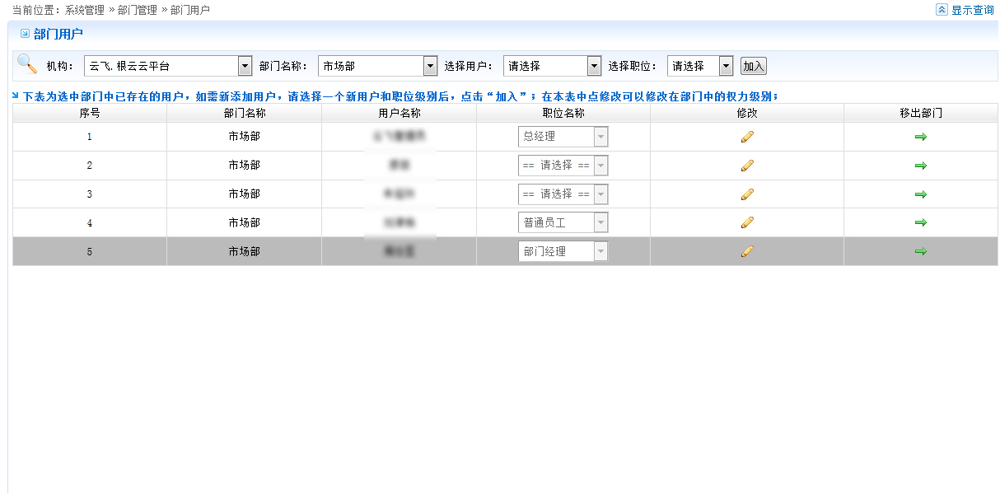 当前位置：系统管理 » 部门管理 » 部门用户 显示查询
部门用户
机构： 云飞．根云云平台 部门名称： 市场部 选择用户： 请选择 选择职位： 请选择 加入
下表为选中部门中已存在的用户，如需新添加用户，请选择一个新用户和职位级别后，点击“加入”；在本表中点修改可以修改在部门中的权力级别；
序号 部门名称 用户名称 职位名称 修改 移出部门
1 市场部 总经理
2 市场部 == 请选择 ==
3 市场部 == 请选择 ==
4 市场部 普通员工
5 市场部 部门经理